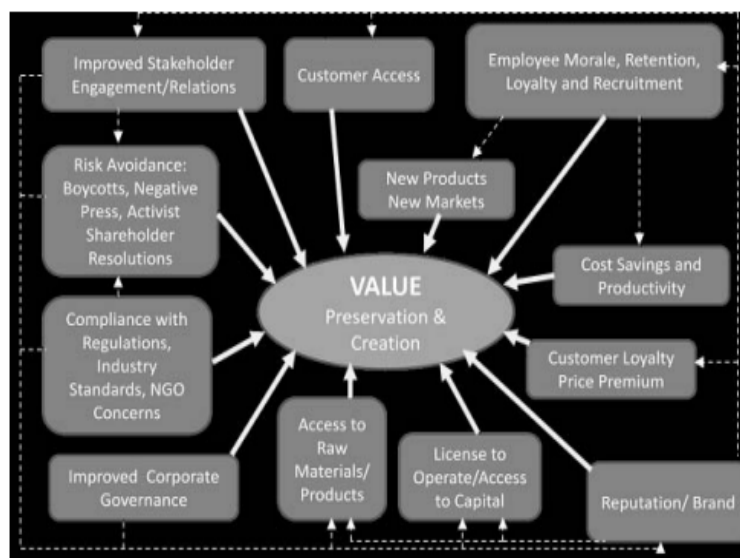 Improved Stakeholder
Engagement/Relations
Customer Access
Employee Morale, Retention,
Loyalty and Recruitment
Risk Avoidance:
Boycotts, Negative
Press, Activist
Shareholder
Resolutions
New Products
New Markets
VALUE
Preservation &
Creation
Cost Savings and
Productivity
Compliance with
Regulations,
Industry
Standards, NGO
Concerns
Customer Loyalty
Price Premium
Improved Corporate
Governance
Access to
Raw
Materials/
Products
License to
Operate/Access
to Capital
Reputation/ Brand